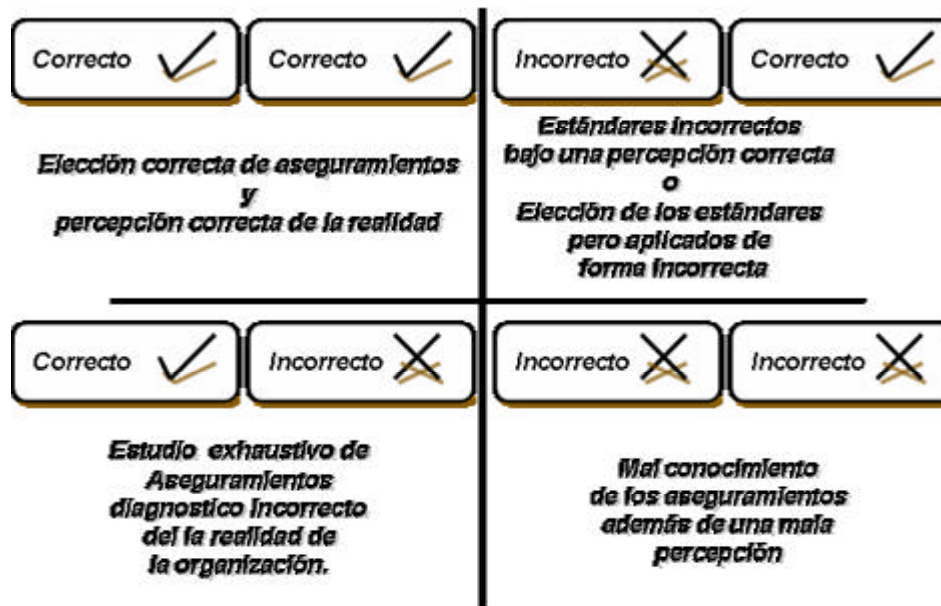 Correcto
Correcto
Elección correcta de aseguramientos
y
percepción correcta de la realidad
Incorrecto
Correcto
Estándares incorrectos
bajo una percepción correcta
o
Elección de los estándares
pero aplicados de
forma incorrecta
Correcto
Incorrecto
Estudio exhaustivo de
Aseguramientos
diagnostico incorrecto
del la realidad de
la organización.
Incorrecto
Incorrecto
Mal conocimiento
de los aseguramientos
además de una mala
percepción